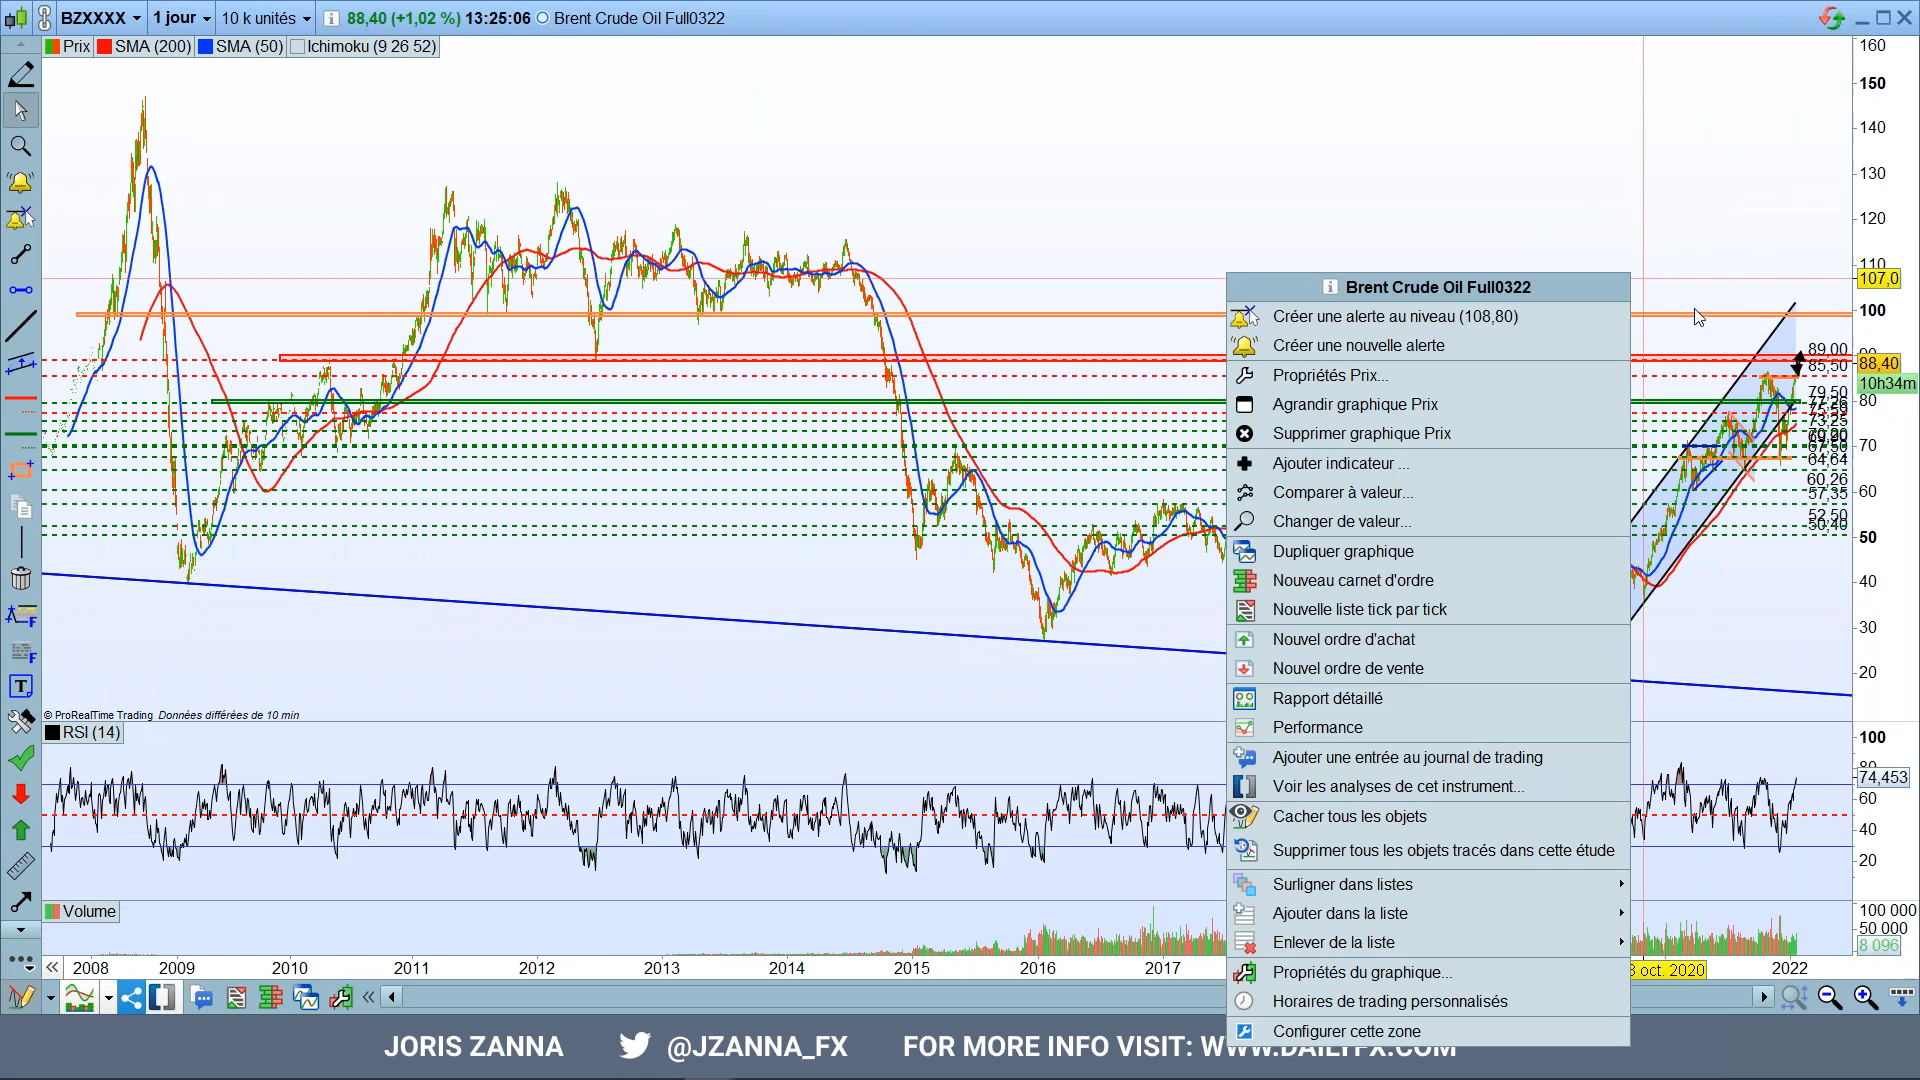 BZXXXX 1 jour 10 k unités 88,40 (+1,02 %) 13:25:06 Brent Crude Oil Full0322
Prix SMA (200) SMA (50) Ichimoku (9 26 52)
160
150
140
130
120
110
107,0
100
89,00
88,40
85,50
10h34m
79,50
80
73,25
70
64,64
60,26
60
57,35
52,50
50,40
50
40
30
20
Brent Crude Oil Full0322
Créer une alerte au niveau (108,80)
Créer une nouvelle alerte
Propriétés Prix...
Agrandir graphique Prix
Supprimer graphique Prix
Ajouter indicateur ...
Comparer à valeur...
Changer de valeur...
Dupliquer graphique
Nouveau carnet d'ordre
Nouvelle liste tick par tick
Nouvel ordre d'achat
Nouvel ordre de vente
Rapport détaillé
Performance
Ajouter une entrée au journal de trading
Voir les analyses de cet instrument...
Cacher tous les objets
Supprimer tous les objets tracés dans cette étude
Surligner dans listes
Ajouter dans la liste
Enlever de la liste
Propriétés du graphique...
Horaires de trading personnalisés
Configurer cette zone
© ProRealTime Trading Données différées de 10 min
RSI (14)
100
74,453
60
40
20
Volume
100 000
50 000
8 096
2008 2009 2010 2011 2012 2013 2014 2015 2016 2017 3 oct. 2020 2022
JORIS ZANNA @JZANNA_FX FOR MORE INFO VISIT: WWW.DAILYFX.COM